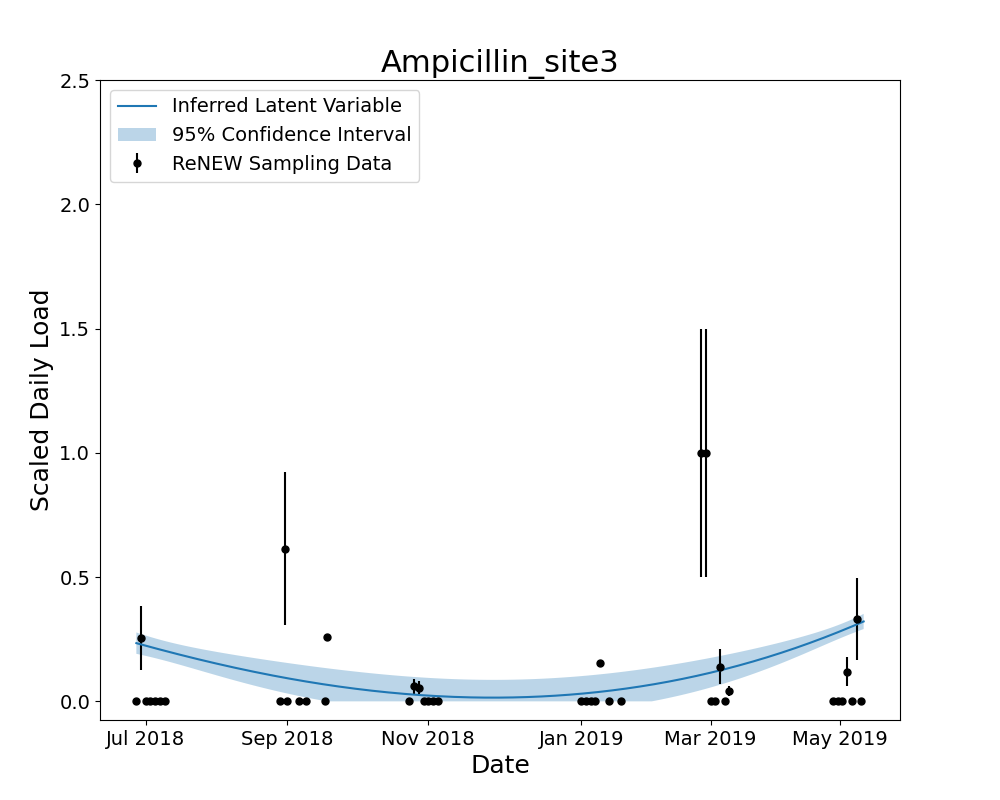 Ampicillin_site3
Inferred Latent Variable
95% Confidence Interval
ReNEW Sampling Data
Scaled Daily Load
2.5
2.0
1.5
1.0
0.5
0.0
Jul 2018
Sep 2018
Nov 2018
Jan 2019
Mar 2019
May 2019
Date